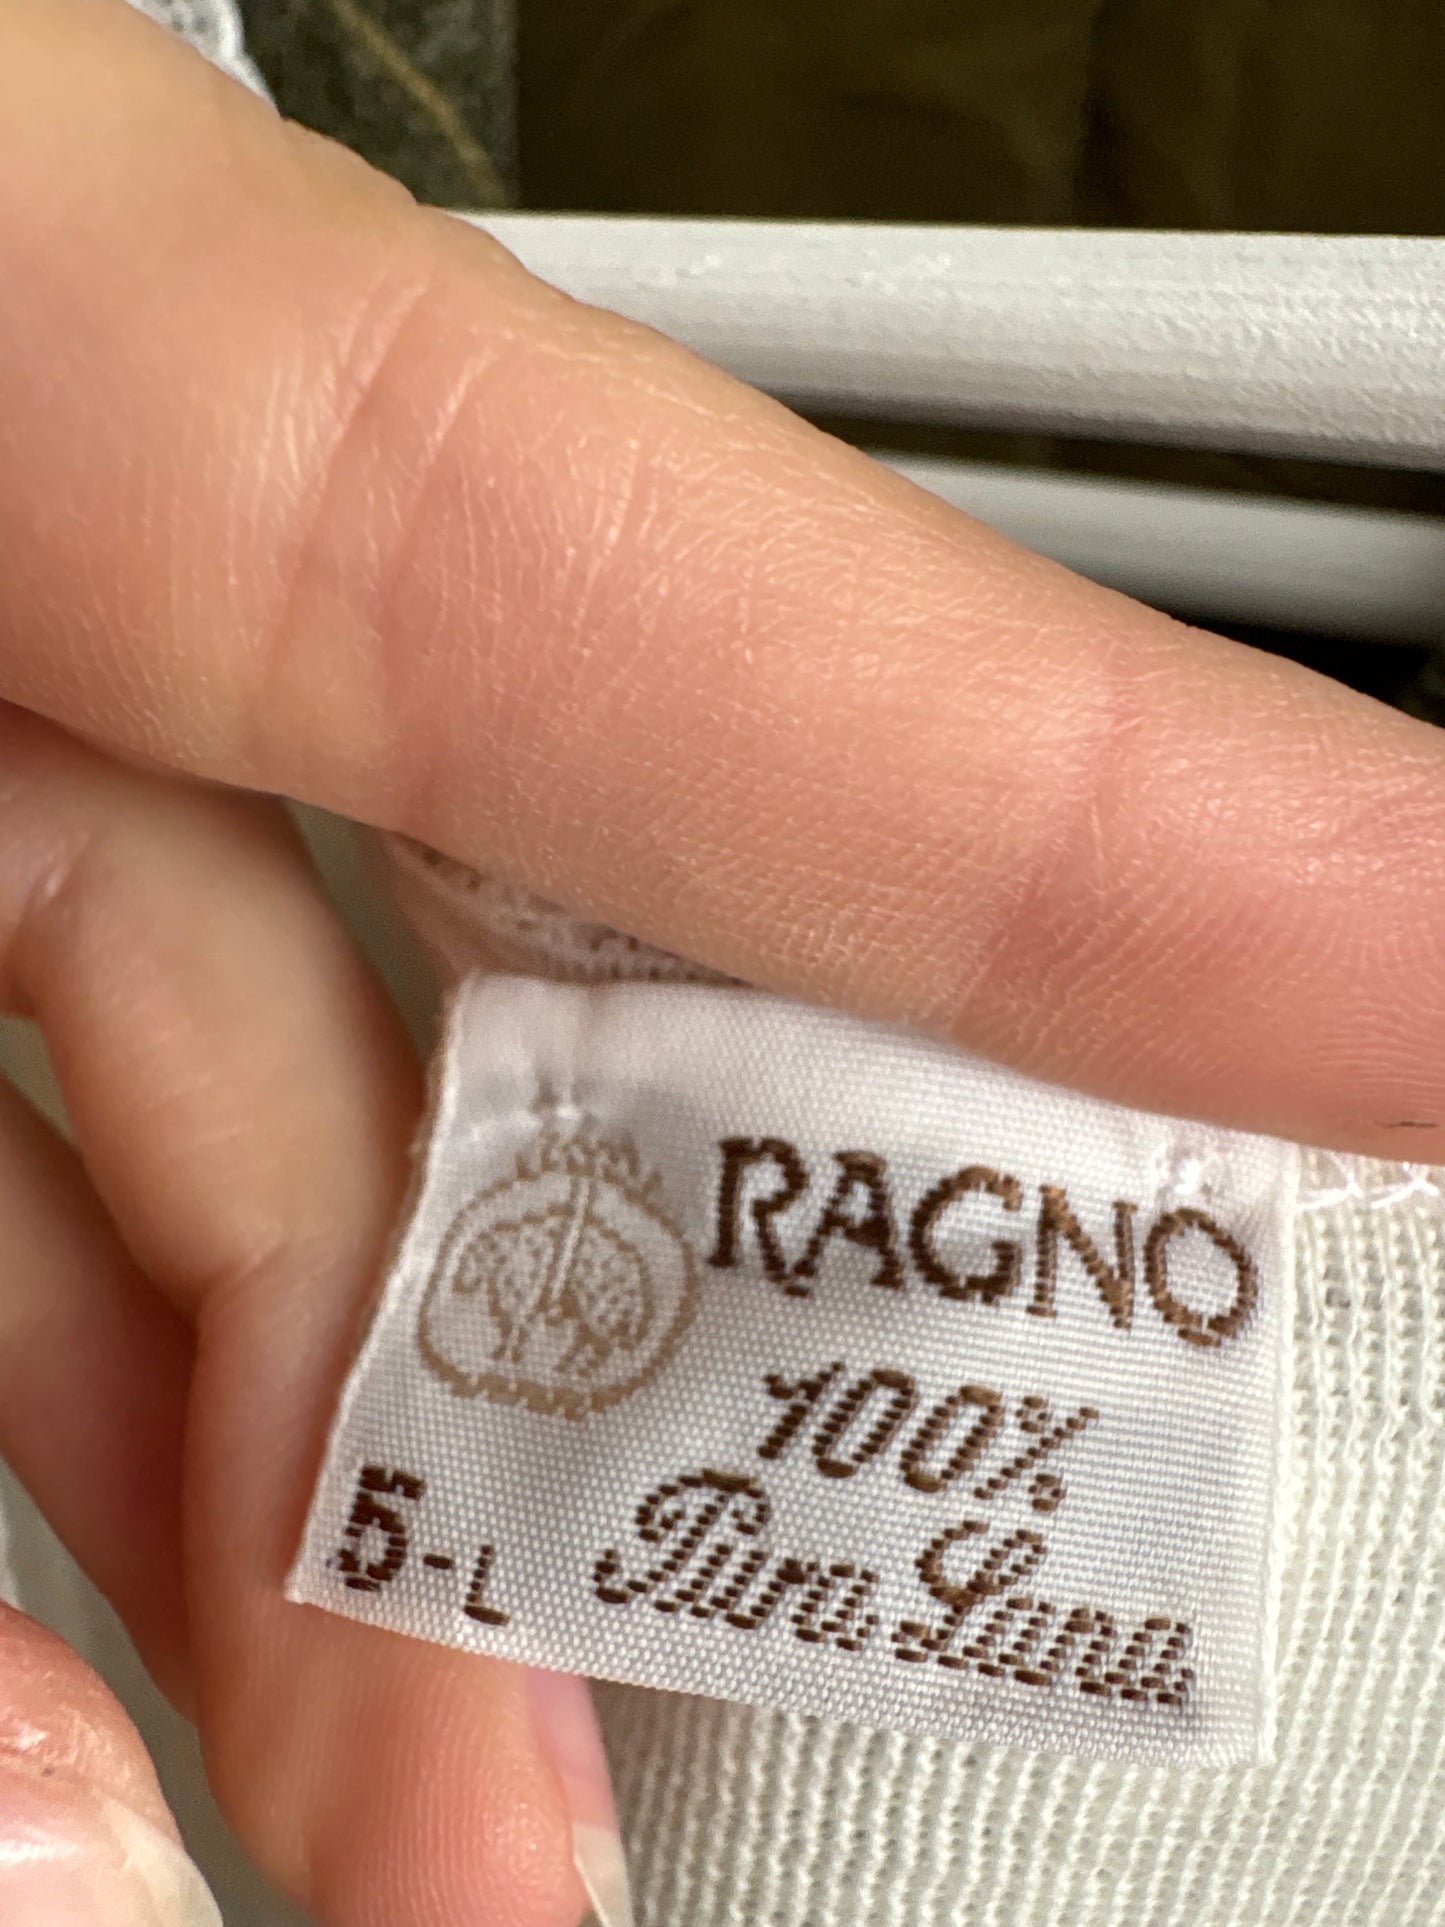 RAGNO
100%
Pura Lana
5-L